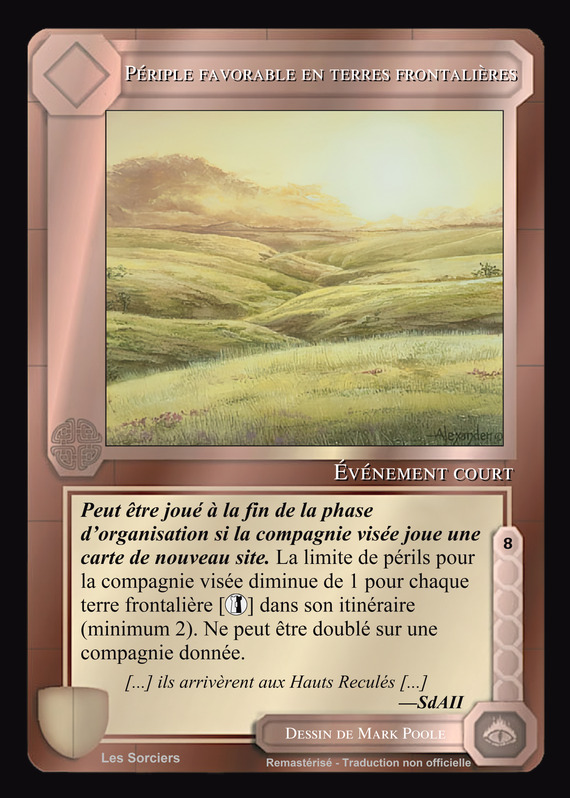 Périple favorable en terres frontalières
Alexander
Événement court
Peut être joué à la fin de la phase
d'organisation si la compagnie visée joue une
carte de nouveau site. La limite de périls pour
la compagnie visée diminue de 1 pour chaque
terre frontalière [ ] dans son itinéraire
(minimum 2). Ne peut être doublé sur une
compagnie donnée.
[...] ils arrivèrent aux Hauts Reculés [...]
—SdAII
8
Dessin de Mark Poole
Les Sorciers
Remastérisé - Traduction non officielle